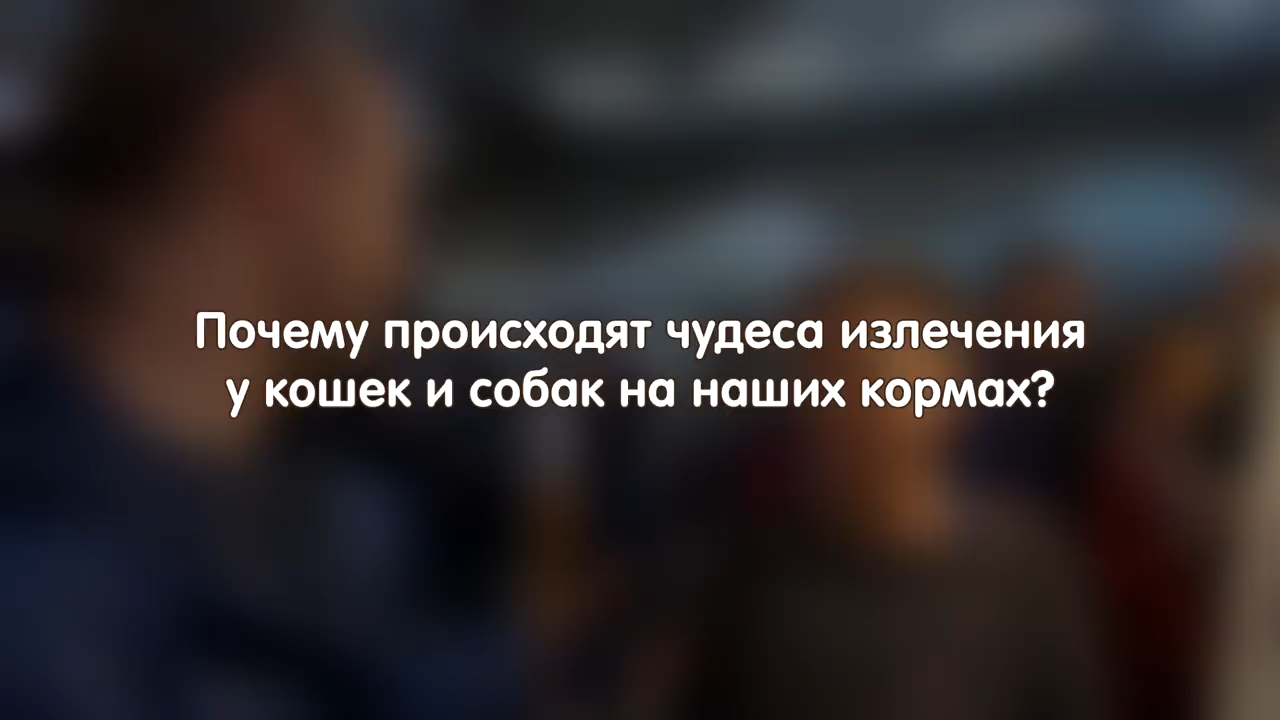 Почему происходят чудеса излечения
у кошек и собак на наших кормах?